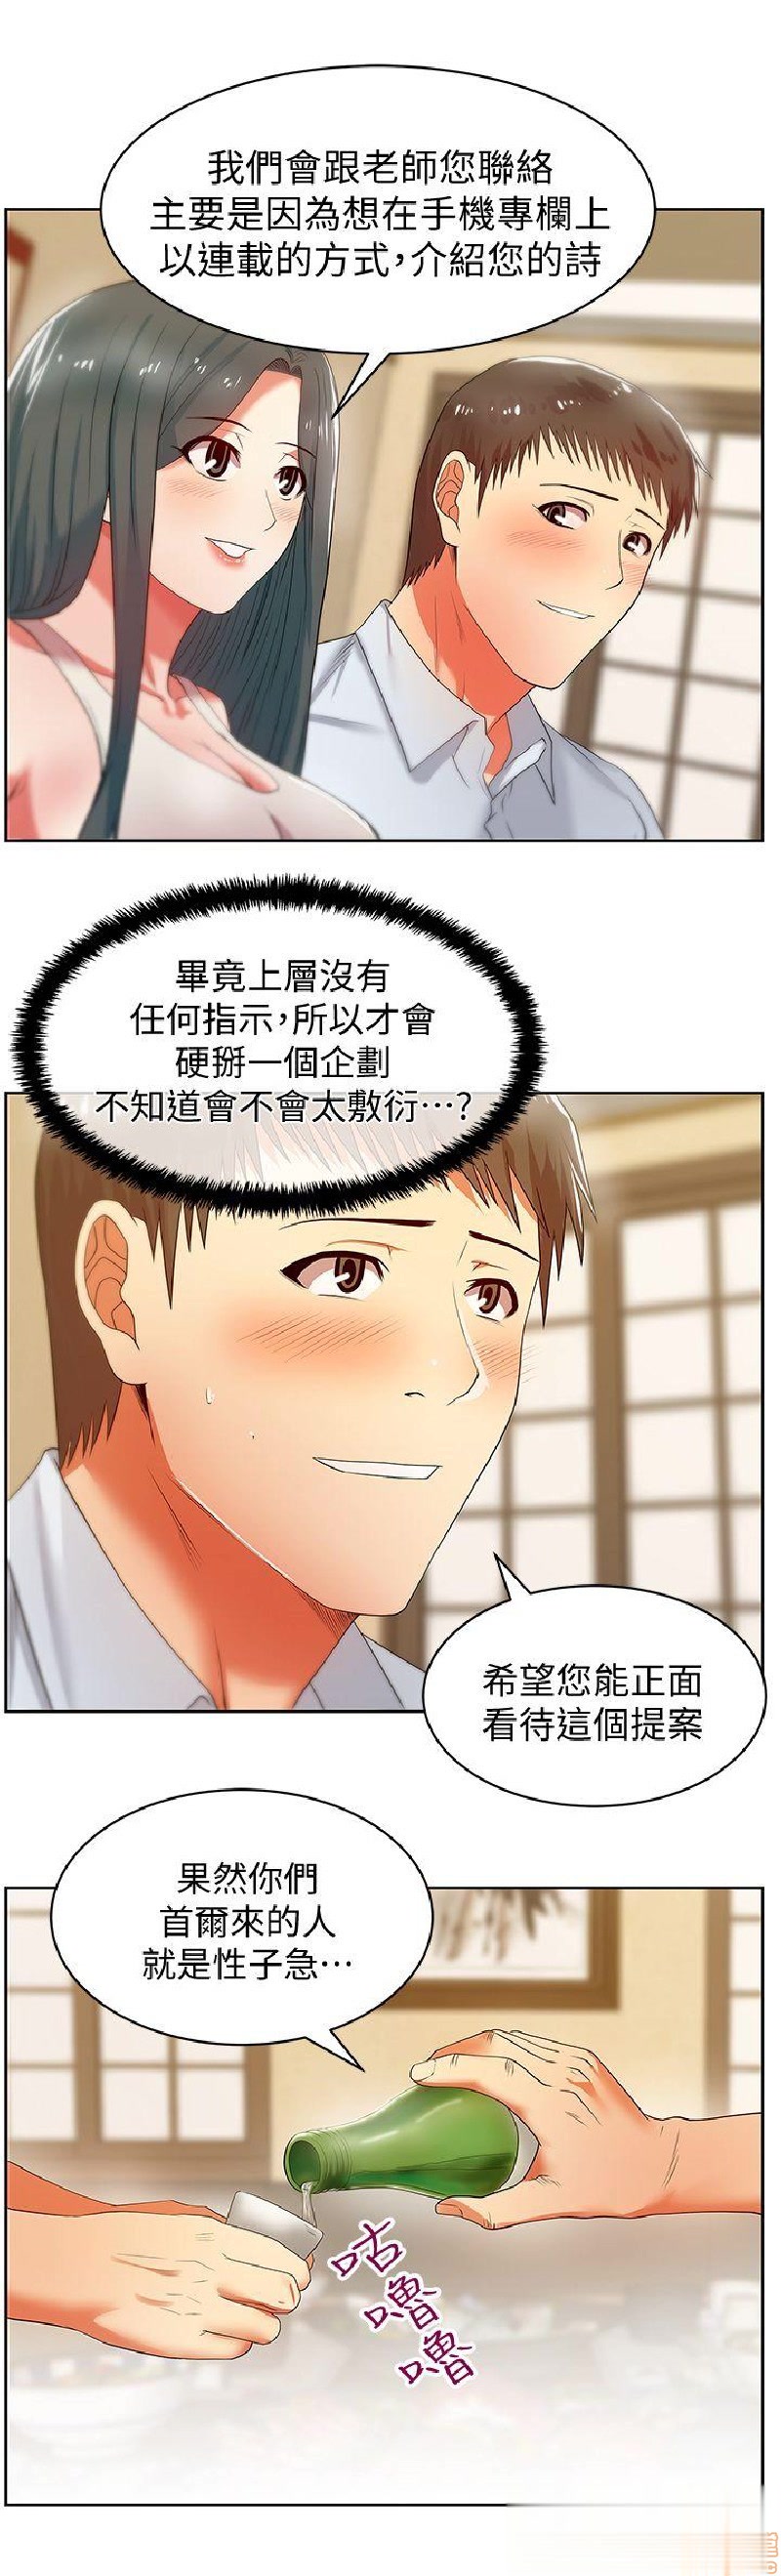 我們會跟老師您聯絡
主要是因為想在手機專欄上
以連載的方式,介紹您的詩
畢竟上層沒有
任何指示,所以才會
硬掰一個企劃
不知道會不會太敷衍…?
希望您能正面
看待這個提案
果然你們
首爾來的人
就是性子急…
咕
嚕
嚕